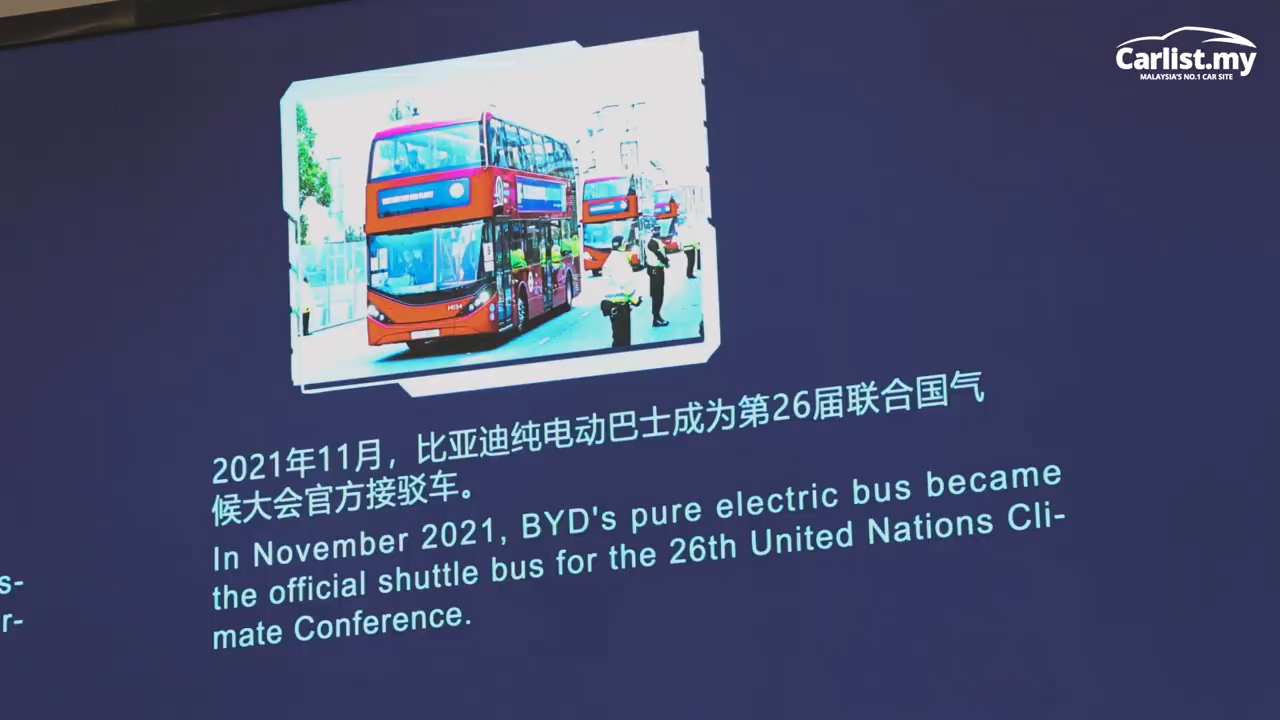 Carlist.my
MALAYSIA'S NO.1 CAR SITE
2021年11月，比亚迪纯电动巴士成为第26届联合国气
候大会官方接驳车。
In November 2021, BYD's pure electric bus became
the official shuttle bus for the 26th United Nations Cli-
mate Conference.
s-
r-